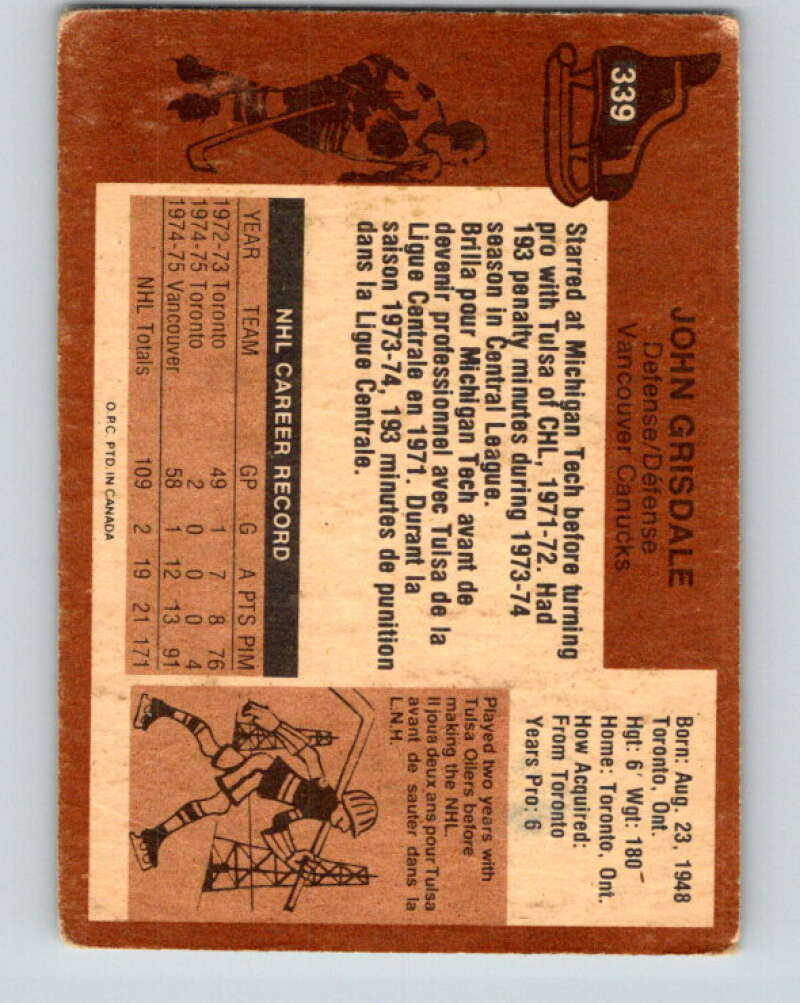 339
JOHN GRISDALE
Defense/Défense
Vancouver Canucks
Born: Aug. 23, 1948
Toronto, Ont.
Hgt: 6' Wgt: 180
Home: Toronto, Ont.
How Acquired:
From Toronto
Years Pro: 6
Starred at Michigan Tech before turning
pro with Tulsa of CHL, 1971-72. Had
193 penalty minutes during 1973-74
season in Central League.
Brilla pour Michigan Tech avant de
devenir professionnel avec Tulsa de la
Ligue Centrale en 1971. Durant la
saison 1973-74, 193 minutes de punition
dans la Ligue Centrale.
NHL CAREER RECORD
YEAR TEAM GP G A PTS PIM
1972-73 Toronto 49 1 7 8 76
1974-75 Toronto 2 0 0 0 4
1974-75 Vancouver 58 1 12 13 91
NHL Totals 109 2 19 21 171
Played two years with
Tulsa Oilers before
making the NHL.
Il joua deux ans pour Tulsa
avant de sauter dans la
L.N.H.
O.P.C. PTD. IN CANADA